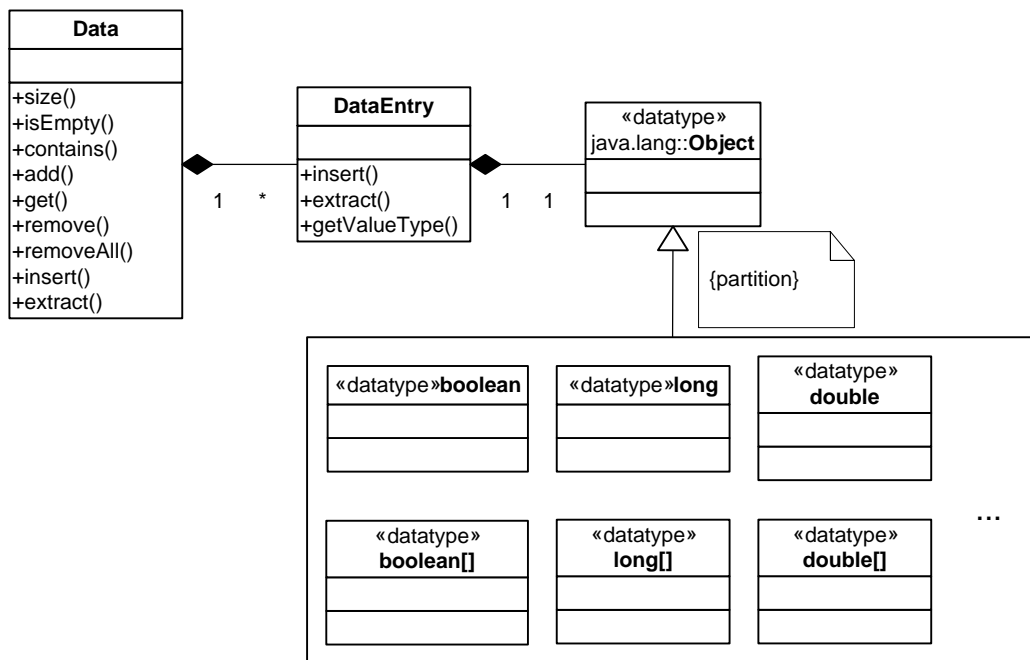 Data
+size()
+isEmpty()
+contains()
+add()
+get()
+remove()
+removeAll()
+insert()
+extract()
1 *
DataEntry
+insert()
+extract()
+getValueType()
1 1
«datatype»
java.lang::Object
{partition}
«datatype»boolean
«datatype»long
«datatype»
double
«datatype»
boolean[]
«datatype»
long[]
«datatype»
double[]
...